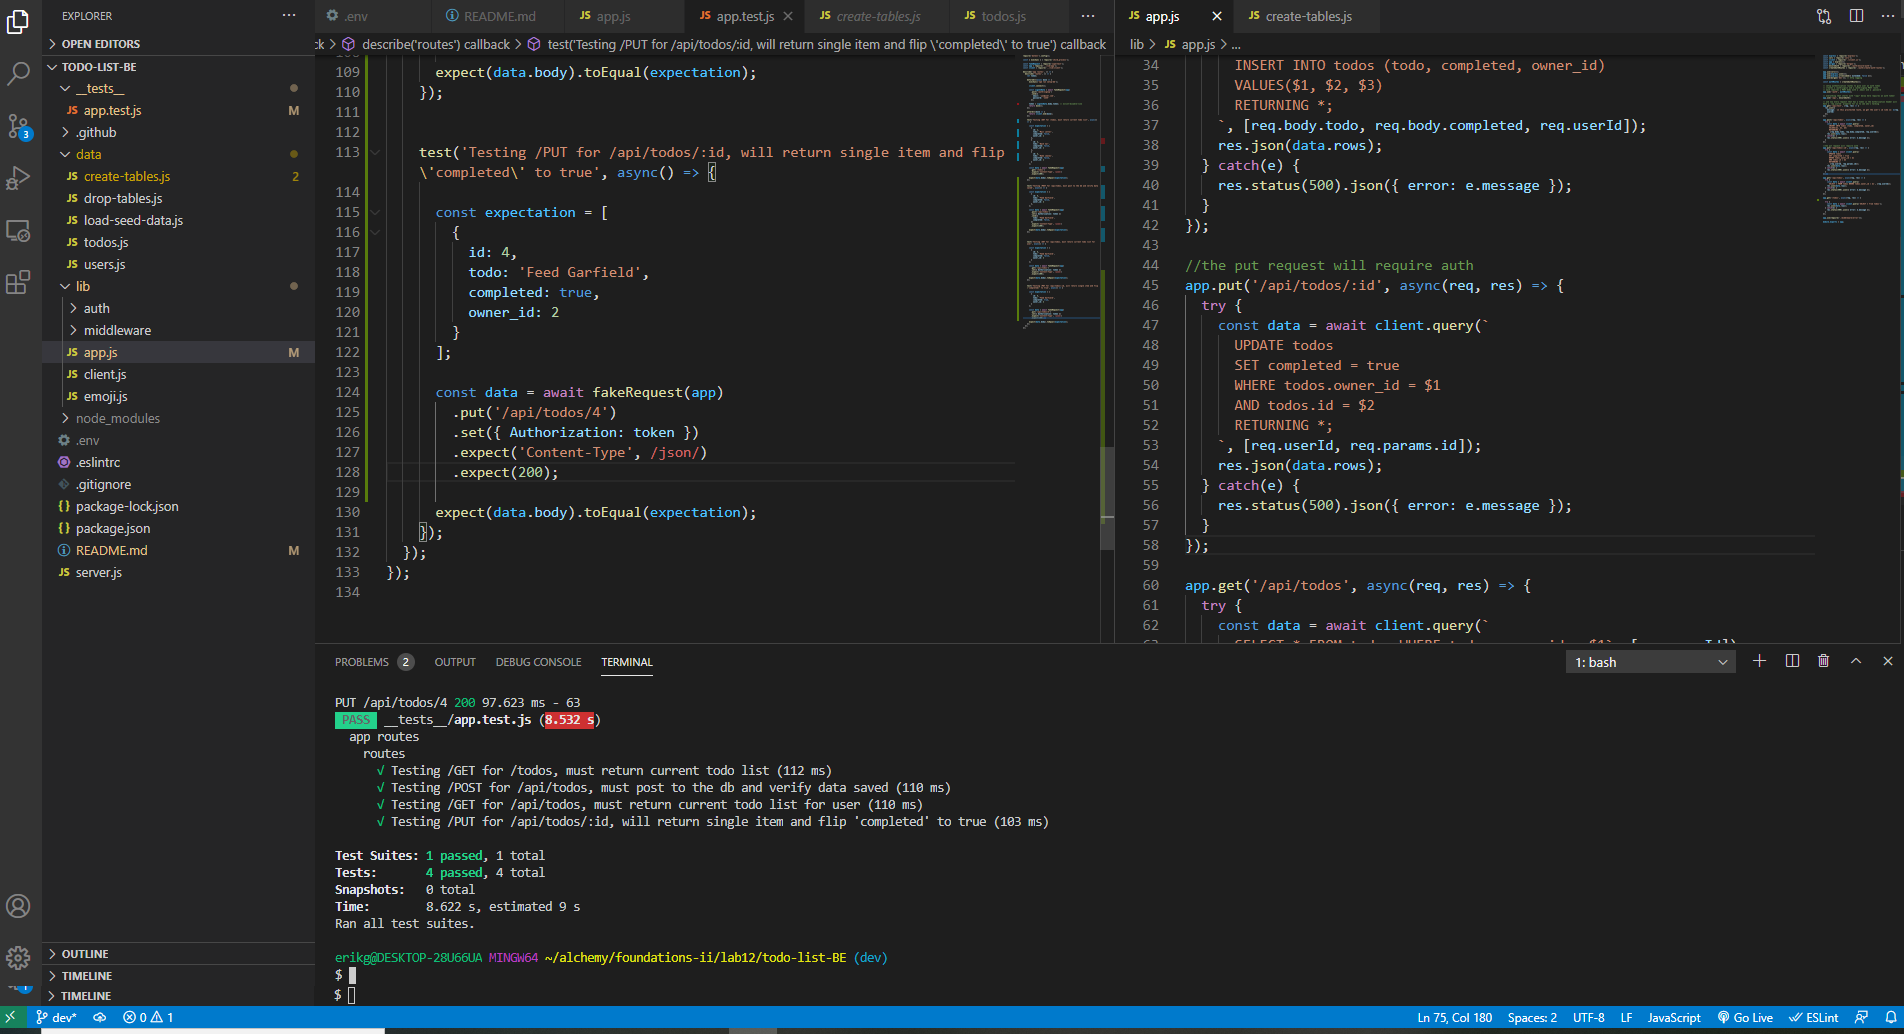 EXPLORER
OPEN EDITORS
TODO-LIST-BE
__tests__
JS app.test.js M
.github
data
JS create-tables.js 2
JS drop-tables.js
JS load-seed-data.js
JS todos.js
JS users.js
lib
auth
middleware
JS app.js M
JS client.js
JS emoji.js
node_modules
.env
.eslintrc
.gitignore
{} package-lock.json
{} package.json
README.md M
JS server.js
OUTLINE
TIMELINE
TIMELINE
3
1
.env
README.md
JS app.js
JS app.test.js
JS create-tables.js
JS todos.js
ck > describe('routes') callback > test('Testing /PUT for /api/todos/:id, will return single item and flip \'completed\' to true') callback
109 expect(data.body).toEqual(expectation);
110 });
111
112
113 test('Testing /PUT for /api/todos/:id, will return single item and flip
\'completed\' to true', async() => {
114
115 const expectation = [
116 {
117 id: 4,
118 todo: 'Feed Garfield',
119 completed: true,
120 owner_id: 2
121 }
122 ];
123
124 const data = await fakeRequest(app)
125 .put('/api/todos/4')
126 .set({ Authorization: token })
127 .expect('Content-Type', /json/)
128 .expect(200);
129
130 expect(data.body).toEqual(expectation);
131 });
132 });
133 });
134
JS app.js
JS create-tables.js
lib > JS app.js > ...
34 INSERT INTO todos (todo, completed, owner_id)
35 VALUES($1, $2, $3)
36 RETURNING *;
37 `, [req.body.todo, req.body.completed, req.userId]);
38 res.json(data.rows);
39 } catch(e) {
40 res.status(500).json({ error: e.message });
41 }
42 });
43
44 //the put request will require auth
45 app.put('/api/todos/:id', async(req, res) => {
46 try {
47 const data = await client.query(`
48 UPDATE todos
49 SET completed = true
50 WHERE todos.owner_id = $1
51 AND todos.id = $2
52 RETURNING *;
53 `, [req.userId, req.params.id]);
54 res.json(data.rows);
55 } catch(e) {
56 res.status(500).json({ error: e.message });
57 }
58 });
59
60 app.get('/api/todos', async(req, res) => {
61 try {
62 const data = await client.query(`
PROBLEMS 2 OUTPUT DEBUG CONSOLE TERMINAL
1: bash
PUT /api/todos/4 200 97.623 ms - 63
PASS __tests__/app.test.js (8.532 s)
app routes
routes
√ Testing /GET for /todos, must return current todo list (112 ms)
√ Testing /POST for /api/todos, must post to the db and verify data saved (110 ms)
√ Testing /GET for /api/todos, must return current todo list for user (110 ms)
√ Testing /PUT for /api/todos/:id, will return single item and flip 'completed' to true (103 ms)
Test Suites: 1 passed, 1 total
Tests: 4 passed, 4 total
Snapshots: 0 total
Time: 8.622 s, estimated 9 s
Ran all test suites.
erikg@DESKTOP-28U66UA MINGW64 ~/alchemy/foundations-ii/lab12/todo-list-BE (dev)
$
$
dev* 0 1
Ln 75, Col 180 Spaces: 2 UTF-8 LF JavaScript Go Live ESLint